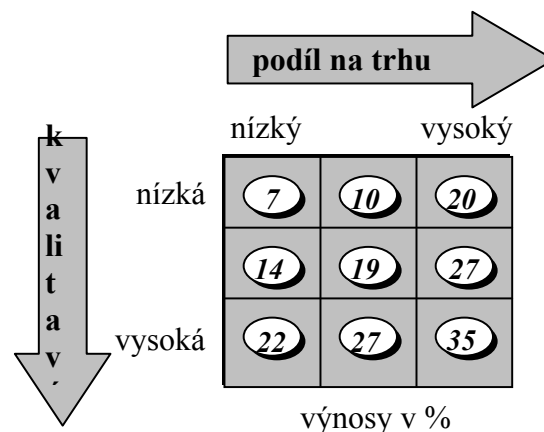 podíl na trhu
nízký vysoký
k
v
a
li
t
a
v
nízká 7 10 20
14 19 27
vysoká 22 27 35
výnosy v %